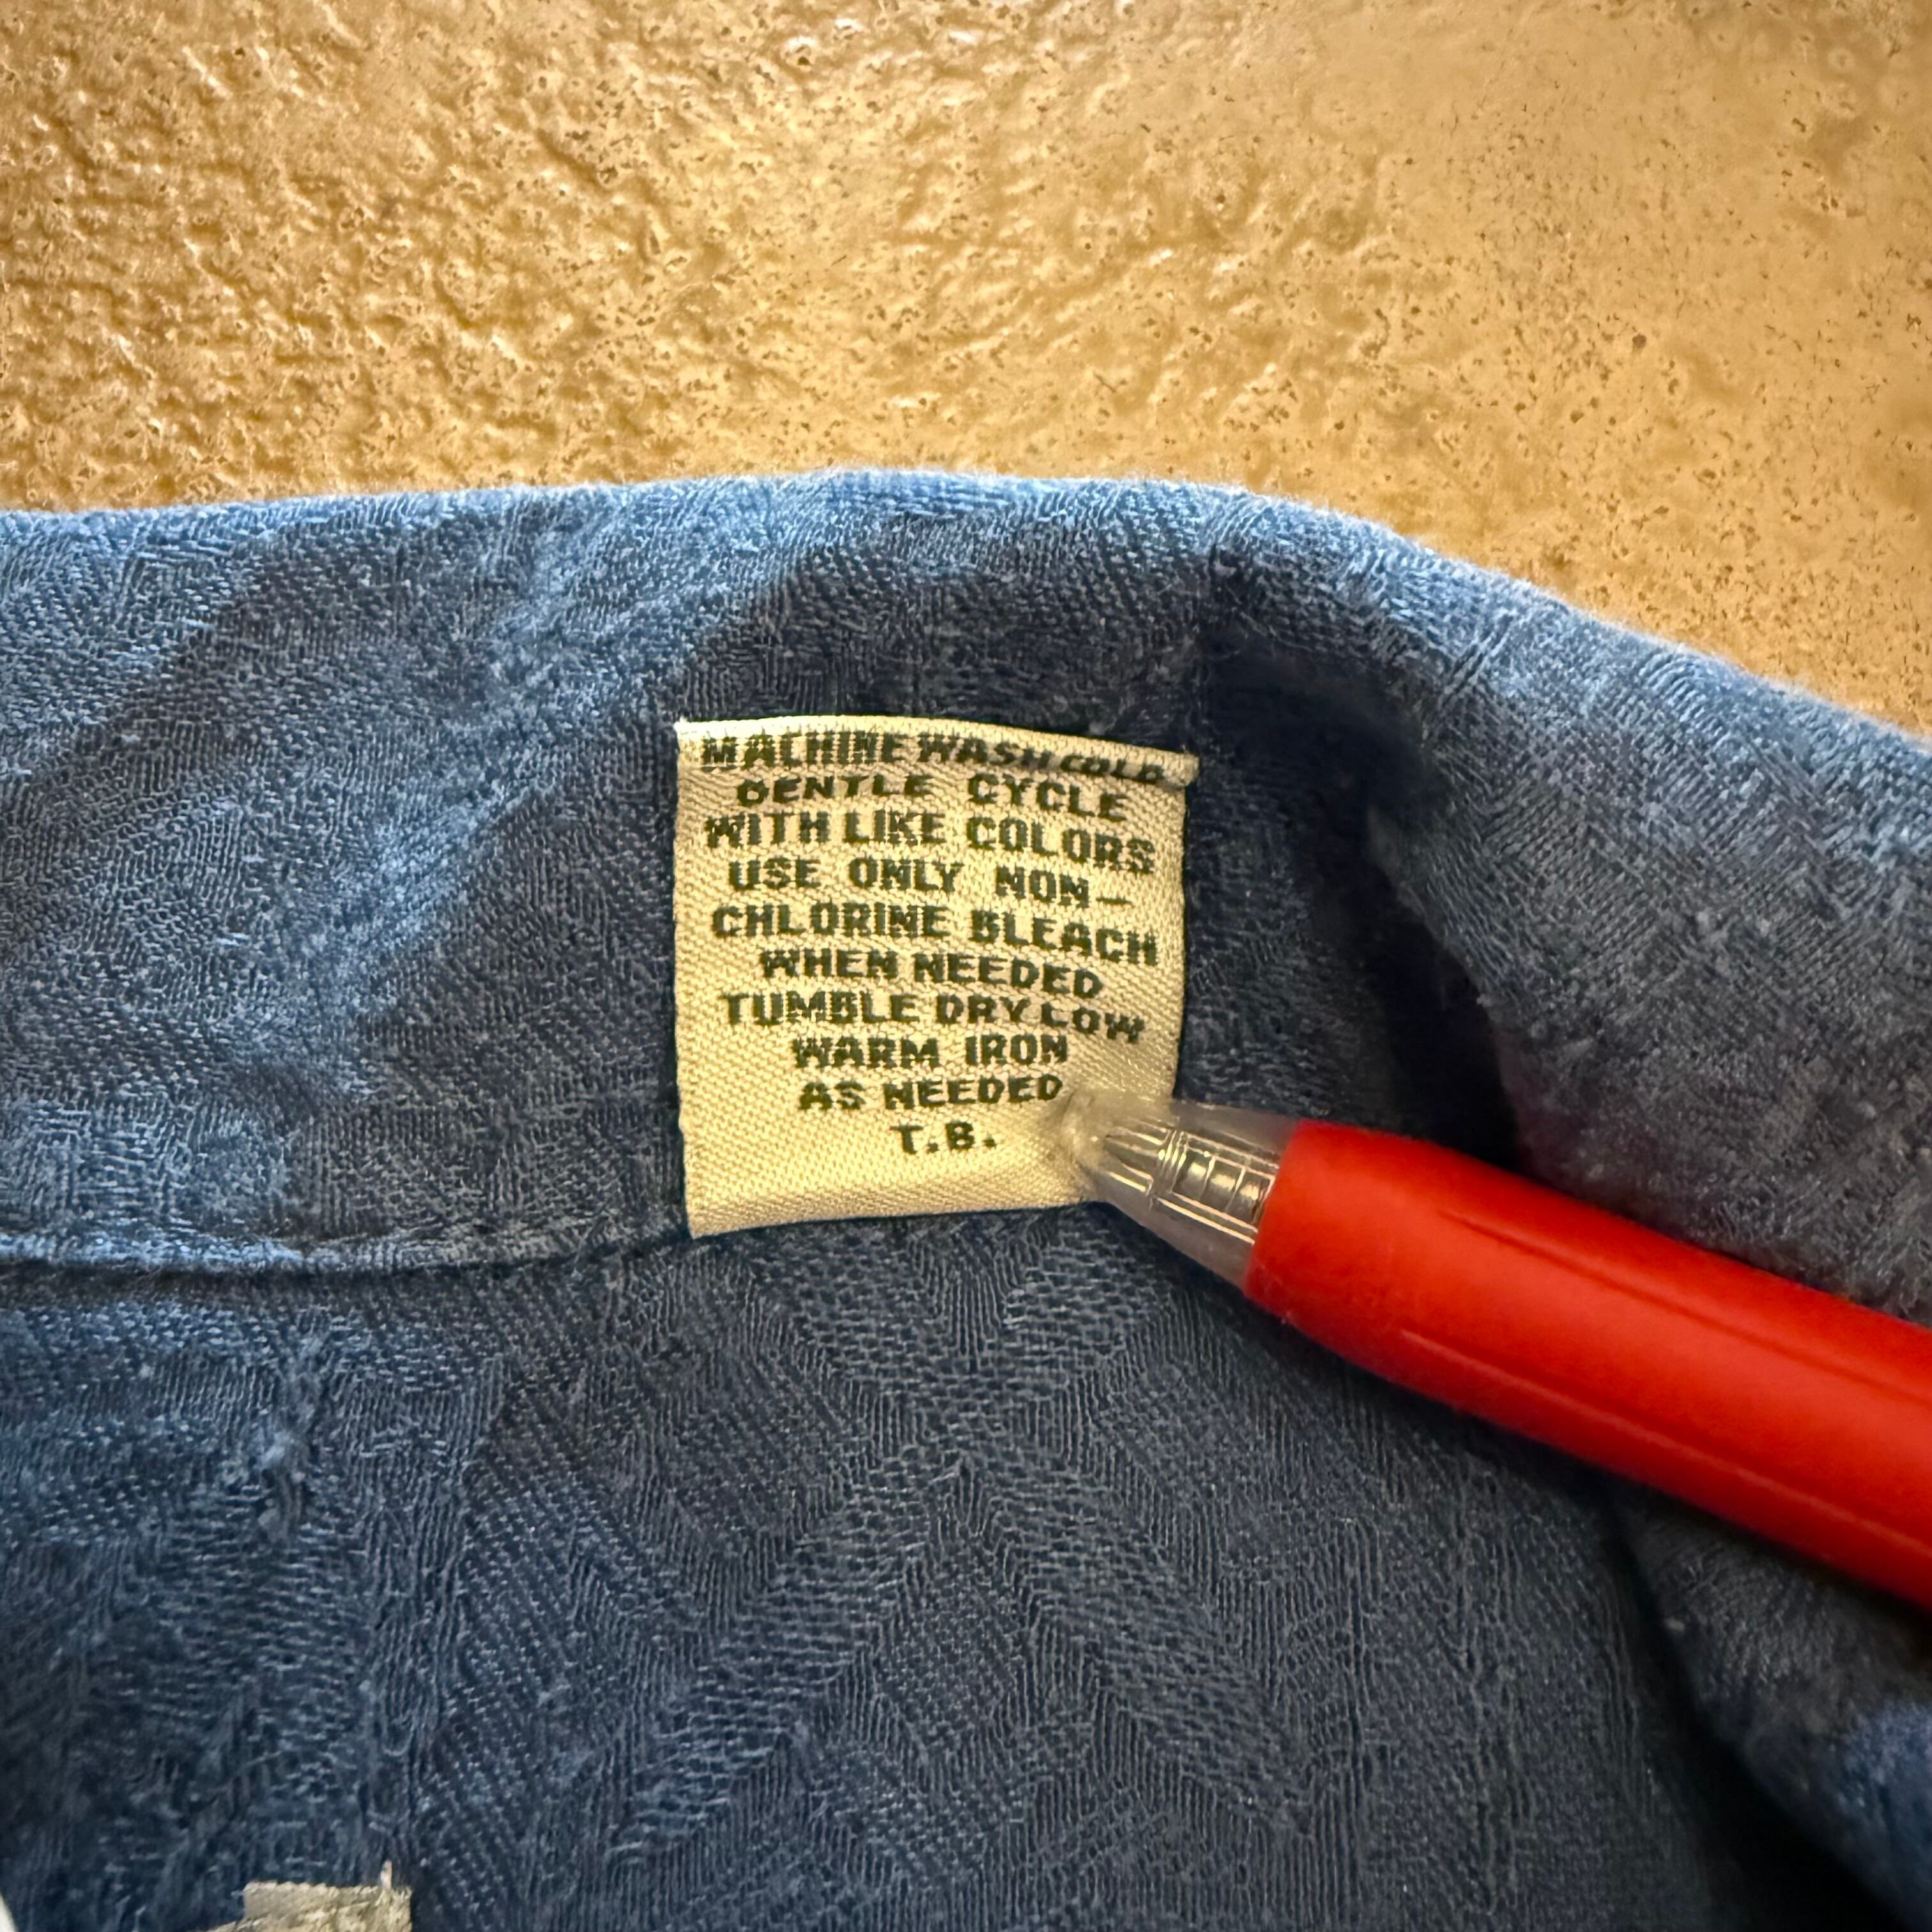 MACHINE WASH COLD
GENTLE CYCLE
WITH LIKE COLORS
USE ONLY NON-
CHLORINE BLEACH
WHEN NEEDED
TUMBLE DRY LOW
WARM IRON
AS NEEDED
T.B.